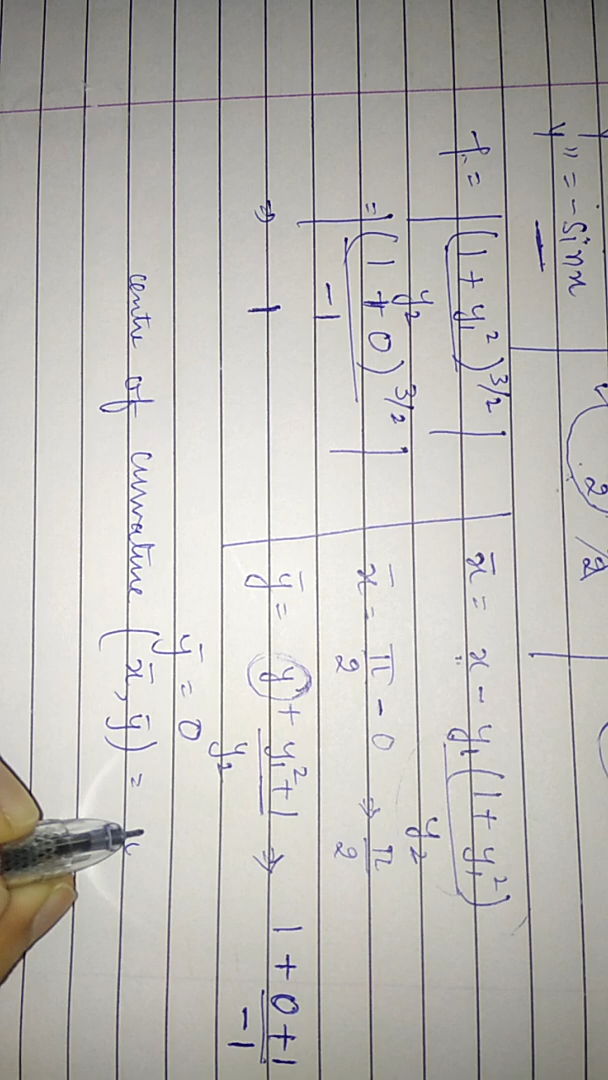 y'' = -sinx
ρ = |(1 + y₁²)^3/2 / y₂|
= |(1 + 0)^3/2 / -1|
⇒ 1
x̄ = x - y₁(1 + y₁²) / y₂
x̄ = π/2 - 0 ⇒ π/2
ȳ = y + y₁² + 1 / y₂ ⇒ 1 + 0 + 1 / -1
ȳ = 0
centre of curvature (x̄, ȳ) =